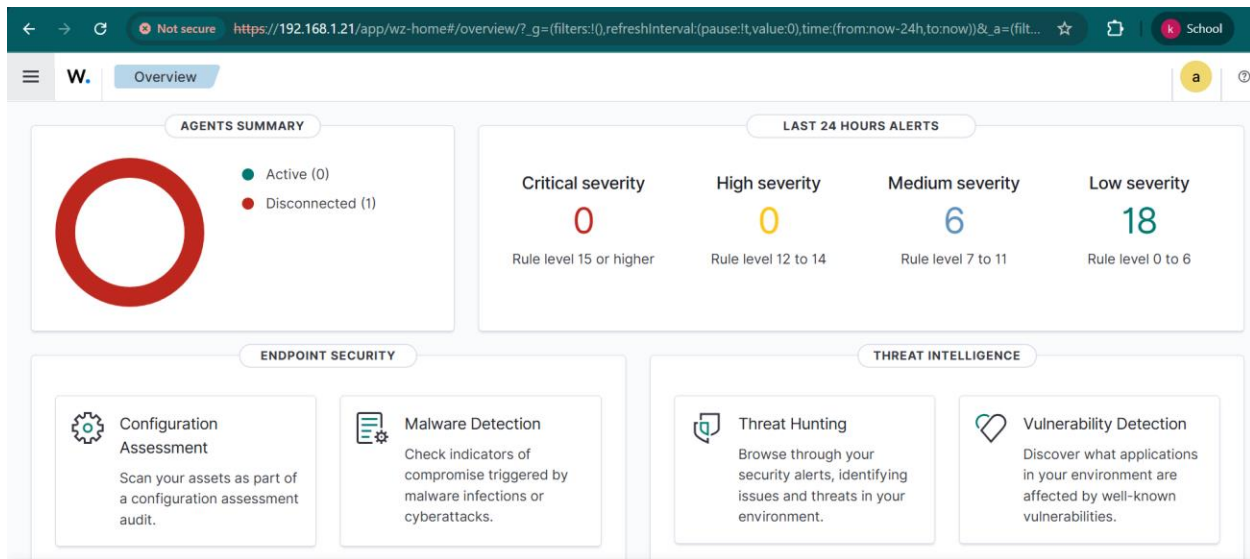 Not secure https://192.168.1.21/app/wz-home#/overview/?_g=(filters:!(),refreshInterval:(pause:!t,value:0),time:(from:now-24h,to:now))&_a=(filt...
k School
W. Overview a
AGENTS SUMMARY
Active (0)
Disconnected (1)
LAST 24 HOURS ALERTS
Critical severity
0
Rule level 15 or higher
High severity
0
Rule level 12 to 14
Medium severity
6
Rule level 7 to 11
Low severity
18
Rule level 0 to 6
ENDPOINT SECURITY
Configuration
Assessment
Scan your assets as part of
a configuration assessment
audit.
Malware Detection
Check indicators of
compromise triggered by
malware infections or
cyberattacks.
THREAT INTELLIGENCE
Threat Hunting
Browse through your
security alerts, identifying
issues and threats in your
environment.
Vulnerability Detection
Discover what applications
in your environment are
affected by well-known
vulnerabilities.